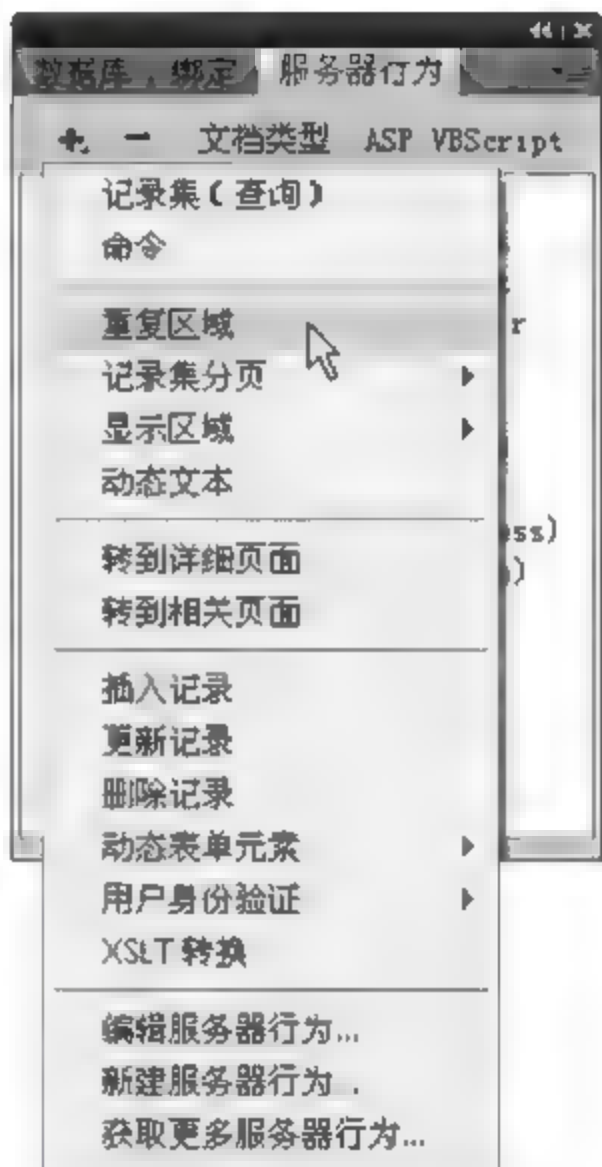 数据库 绑定 服务器行为
文档类型 ASP VBScript
记录集(查询)
命令
重复区域
r
记录集分页
显示区域
动态文本
ess)
转到详细页面
)
转到相关页面
插入记录
更新记录
删除记录
动态表单元素
用户身份验证
XSLT 转换
编辑服务器行为...
新建服务器行为..
获取更多服务器行为...